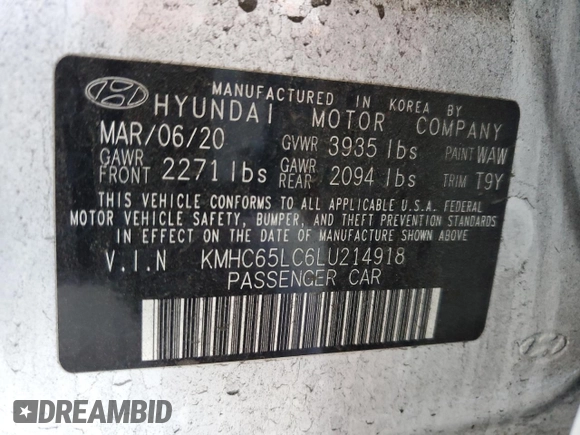 MANUFACTURED IN KOREA BY
HYUNDAI MOTOR COMPANY
MAR/06/20 GVWR 3935 lbs PAINT WAW
GAWR FRONT 2271 lbs GAWR REAR 2094 lbs TRIM T9Y
THIS VEHICLE CONFORMS TO ALL APPLICABLE U.S.A. FEDERAL
MOTOR VEHICLE SAFETY, BUMPER, AND THEFT PREVENTION STANDARDS
IN EFFECT ON THE DATE OF MANUFACTURE SHOWN ABOVE
V.I.N KMHC65LC6LU214918
PASSENGER CAR
DREAMBID